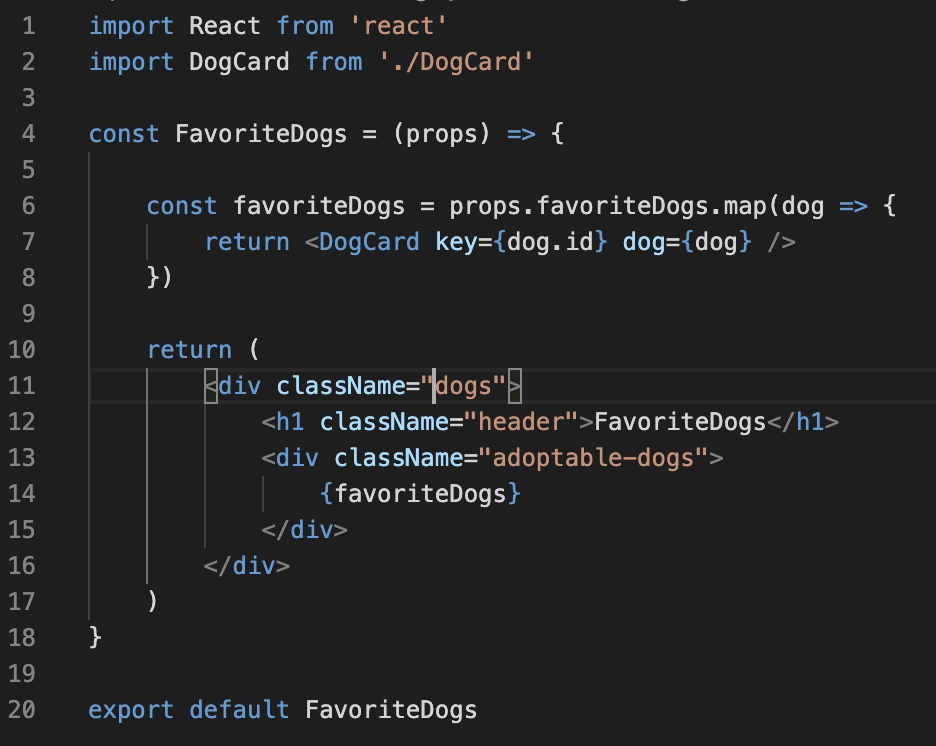 1 import React from 'react'
2 import DogCard from './DogCard'
3
4 const FavoriteDogs = (props) => {
5
6     const favoriteDogs = props.favoriteDogs.map(dog => {
7         return <DogCard key={dog.id} dog={dog} />
8     })
9
10     return (
11         <div className="dogs">
12             <h1 className="header">FavoriteDogs</h1>
13             <div className="adoptable-dogs">
14                 {favoriteDogs}
15             </div>
16         </div>
17     )
18 }
19
20 export default FavoriteDogs